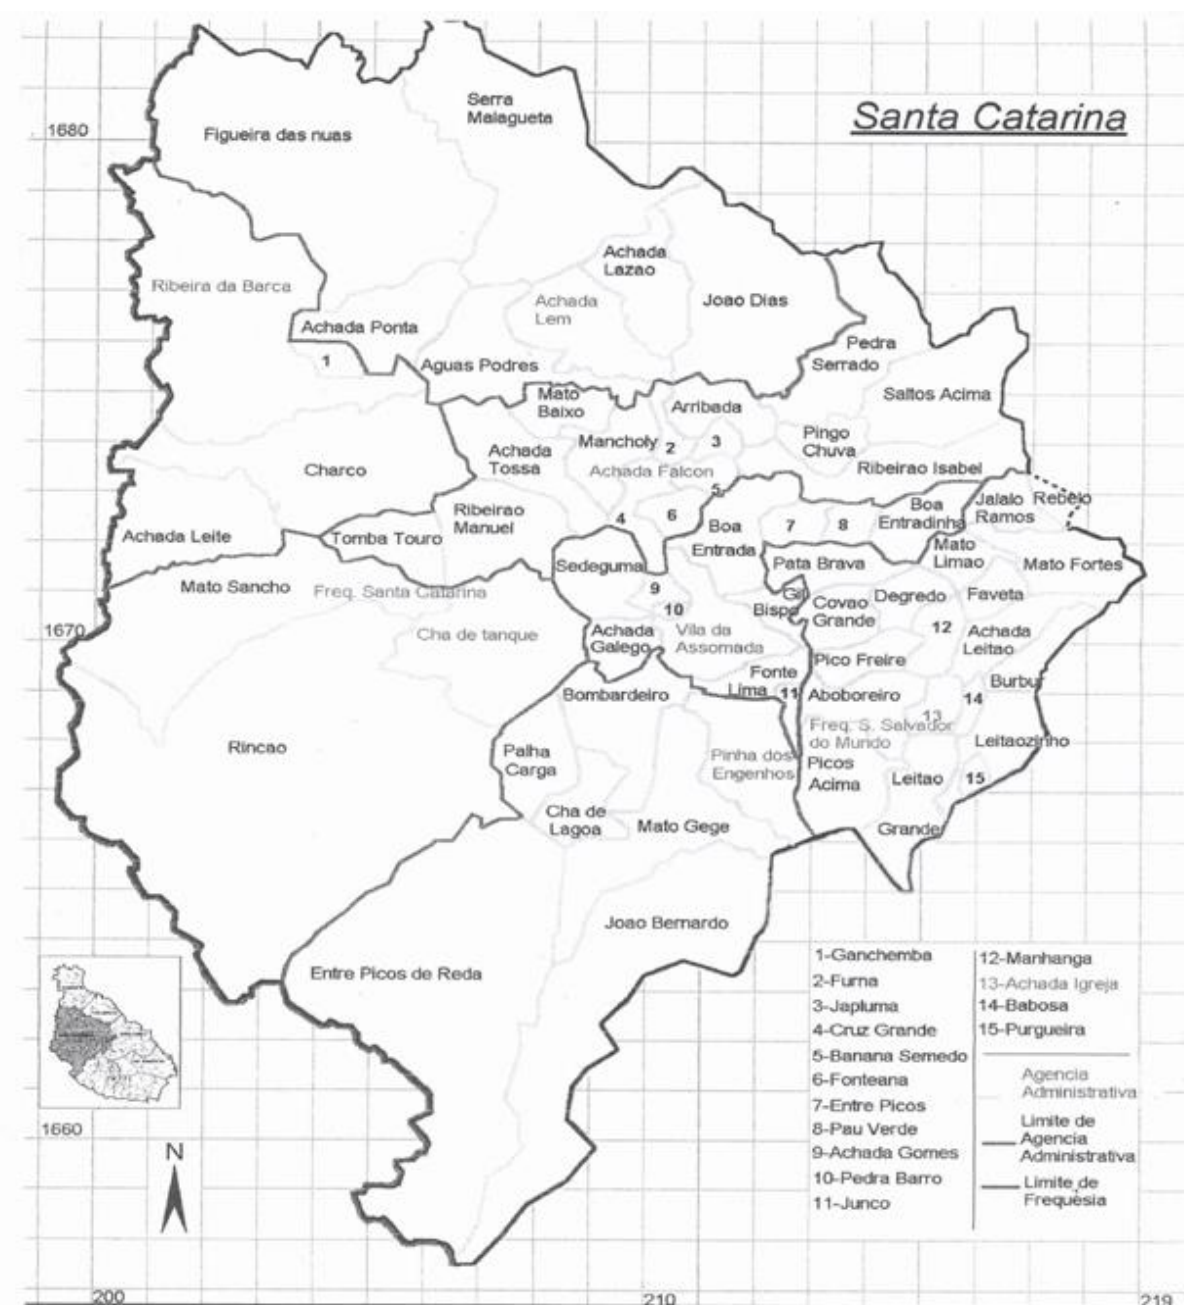 Santa Catarina
1680
Serra
Malagueta
Figueira das nuas
Achada
Lazao
Ribeira da Barca
Achada
Lem
Joao Dias
Achada Ponta
Pedra
Serrado
1
Aguas Podres
Mato
Baixo
Arribada
Saltos Acima
Mancholy
2
3
Pingo
Chuva
Achada
Tossa
Charco
Achada Falcon
Ribeirao Isabel
5
Jalalo
Ramos
Rebelo
Ribeirao
Manuel
4
6
Boa
Entrada
7
8
Boa
Entradinha
Achada Leite
Tomba Touro
Mato
Limao
Sedeguma
Pata Brava
Mato Fortes
Mato Sancho
Freq. Santa Catarina
9
Gil
Bispo
Covao
Grande
Degredo
Faveta
10
1670
Cha de tanque
Achada
Galego
Vila da
Assomada
12
Achada
Leitao
Pico Freire
Fonte
Lima
11
Aboboreiro
Burbur
Bombardeiro
14
13
Freq. S. Salvador
do Mundo
Rincao
Palha
Carga
Pinha dos
Engenhos
Leitaozinho
Picos
Acima
Leitao
15
Cha de
Lagoa
Mato Gege
Grande
Joao Bernardo
Entre Picos de Reda
1-Ganchemba
2-Furna
3-Japluma
4-Cruz Grande
5-Banana Semedo
6-Fonteana
7-Entre Picos
8-Pau Verde
9-Achada Gomes
10-Pedra Barro
11-Junco
12-Manhanga
13-Achada Igreja
14-Babosa
15-Purgueira
Agencia
Administrativa
Limite de
Agencia
Administrativa
Limite de
Frequèsia
1660
N
200
210
219